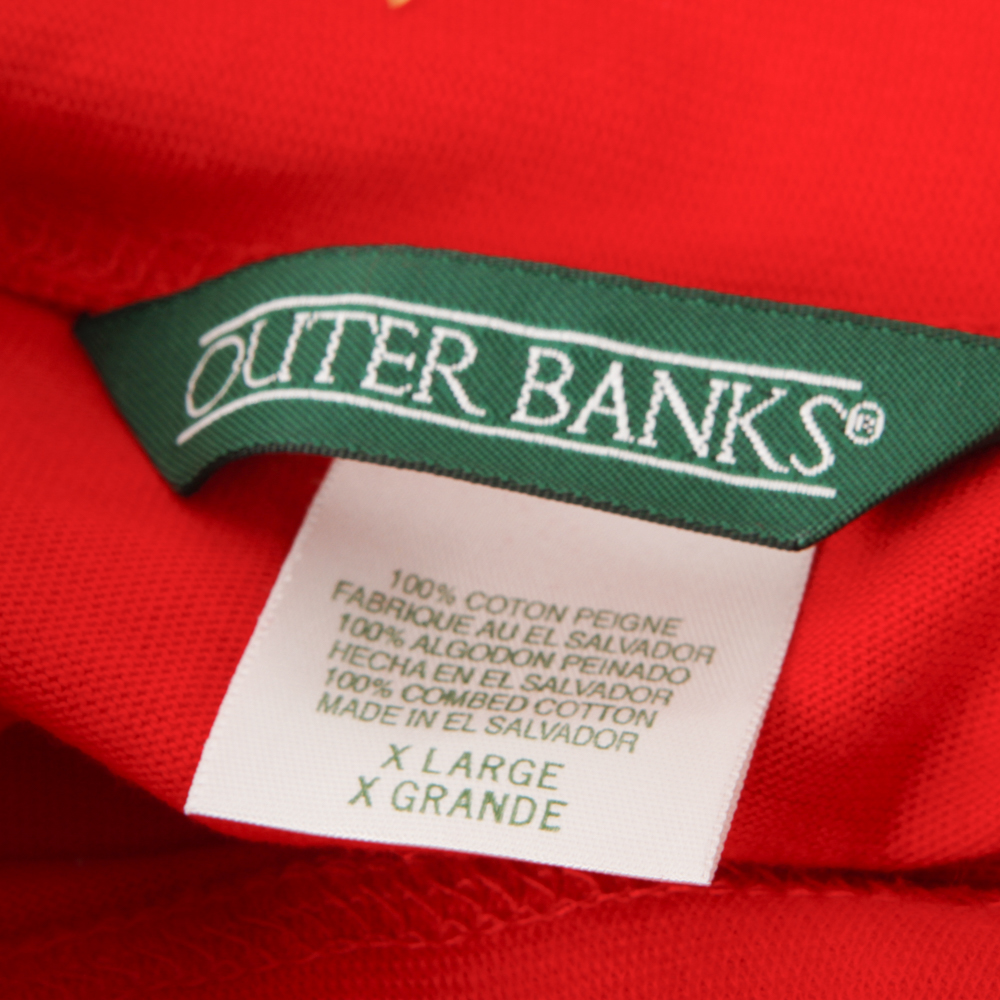 OUTER BANKS®
100% COTON PEIGNE
FABRIQUE AU EL SALVADOR
100% ALGODON PEINADO
HECHA EN EL SALVADOR
100% COMBED COTTON
MADE IN EL SALVADOR
X LARGE
X GRANDE